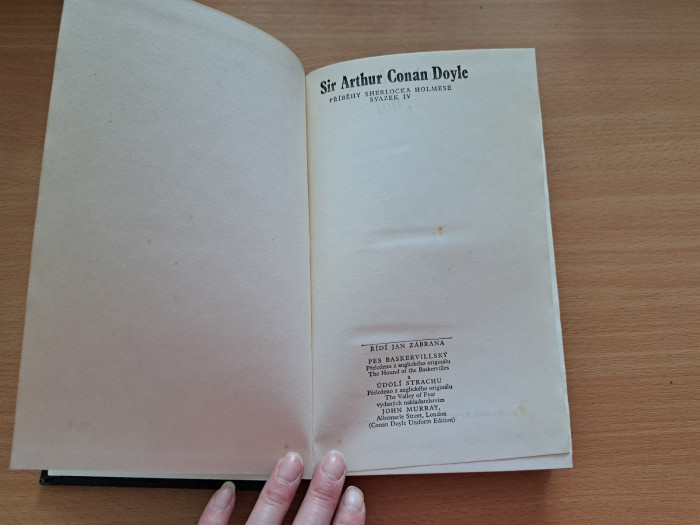 Sir Arthur Conan Doyle
PŘÍBĚHY SHERLOCKA HOLMESE
SVAZEK IV
ŘÍDÍ JAN ZÁBRANA
PES BASKERVILLSKÝ
Přeloženo z anglického originálu
The Hound of the Baskervilles
a
ÚDOLÍ STRACHU
Přeloženo z anglického originálu
The Valley of Fear
vydaných nakladatelstvím
JOHN MURRAY,
Albemarle Street, London
(Conan Doyle Uniform Edition)